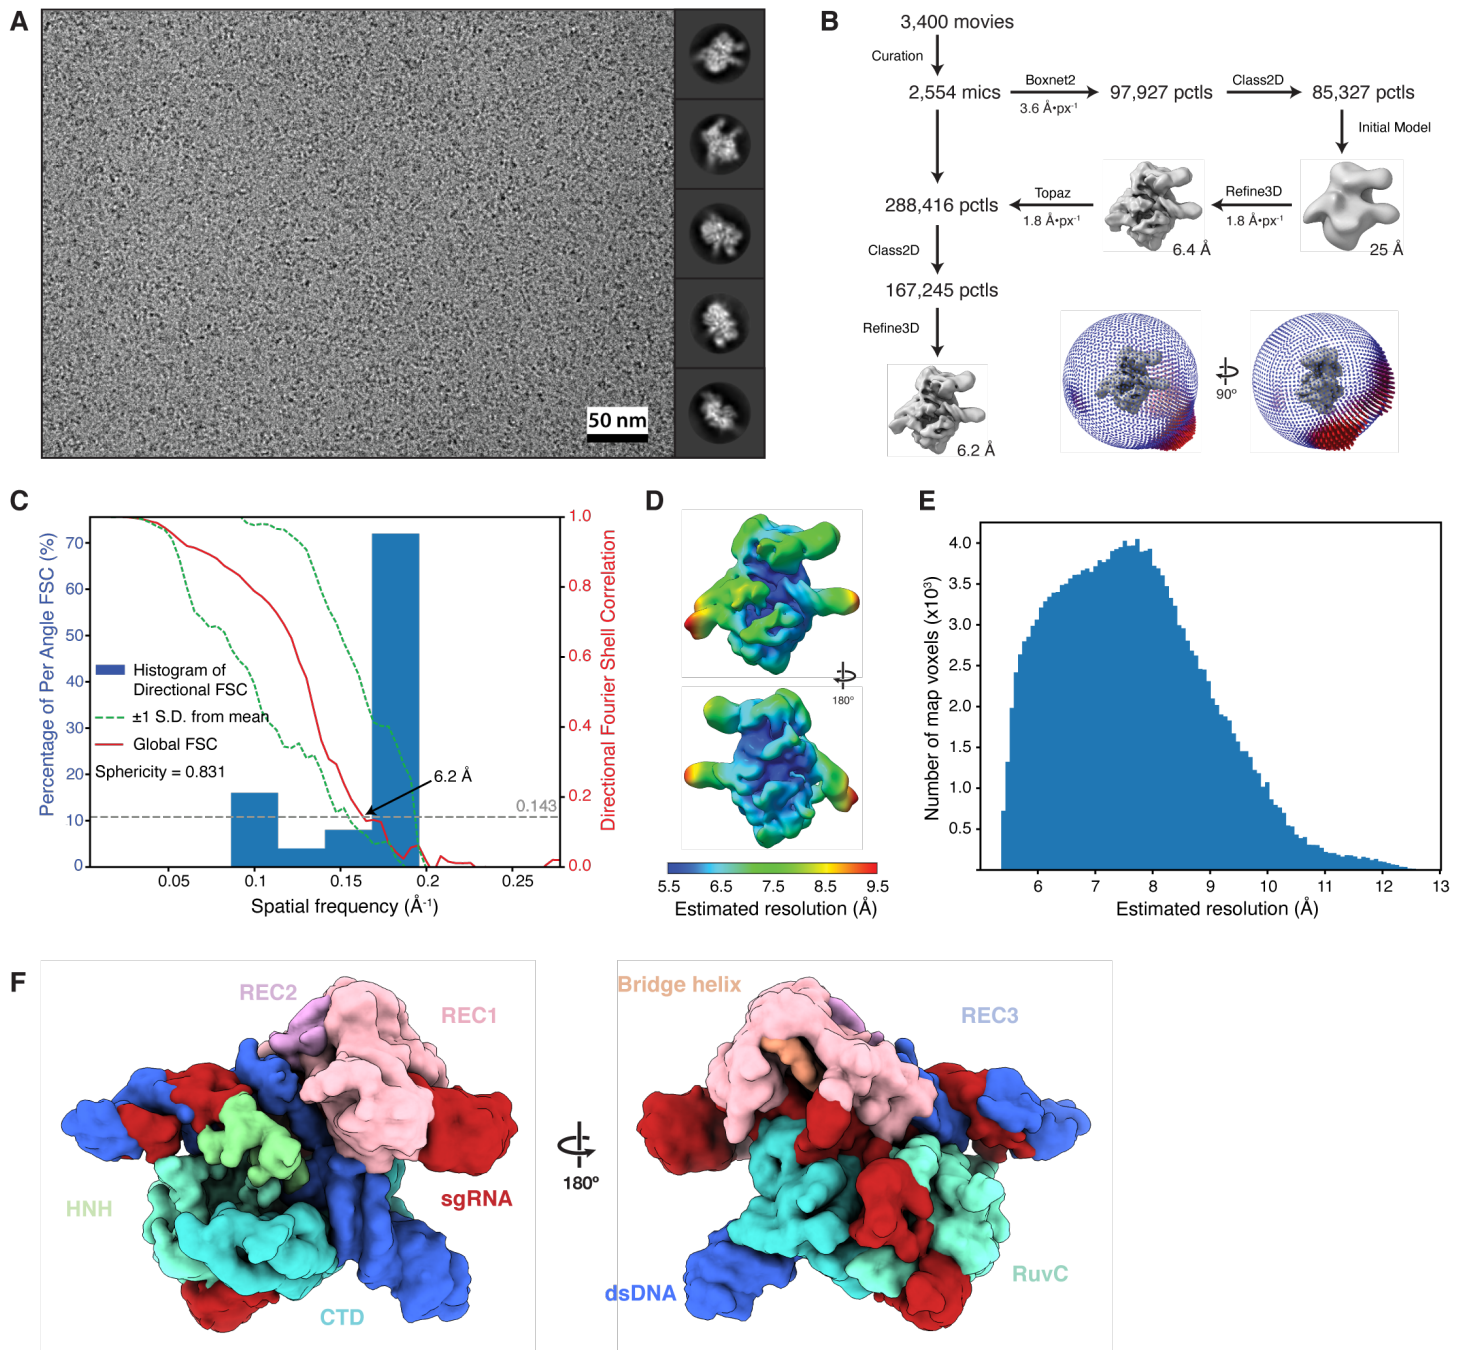 A
50 nm
B
3,400 movies
Curation
2,554 mics
Boxnet2
3.6 Å•px⁻¹
97,927 pctls
Class2D
85,327 pctls
Initial Model
288,416 pctls
Topaz
1.8 Å•px⁻¹
6.4 Å
Refine3D
1.8 Å•px⁻¹
25 Å
Class2D
167,245 pctls
Refine3D
6.2 Å
90º
C
Percentage of Per Angle FSC (%)
70
60
50
40
30
20
10
0
Histogram of
Directional FSC
±1 S.D. from mean
Global FSC
Sphericity = 0.831
6.2 Å
0.143
1.0
0.8
0.6
0.4
0.2
0.0
Directional Fourier Shell Correlation
0.05
0.1
0.15
0.2
0.25
Spatial frequency (Å⁻¹)
D
180º
5.5
6.5
7.5
8.5
9.5
Estimated resolution (Å)
E
Number of map voxels (x10³)
4.0
3.5
3.0
2.5
2.0
1.5
1.0
0.5
6
7
8
9
10
11
12
13
Estimated resolution (Å)
F
REC2
REC1
HNH
sgRNA
CTD
180º
Bridge helix
REC3
dsDNA
RuvC